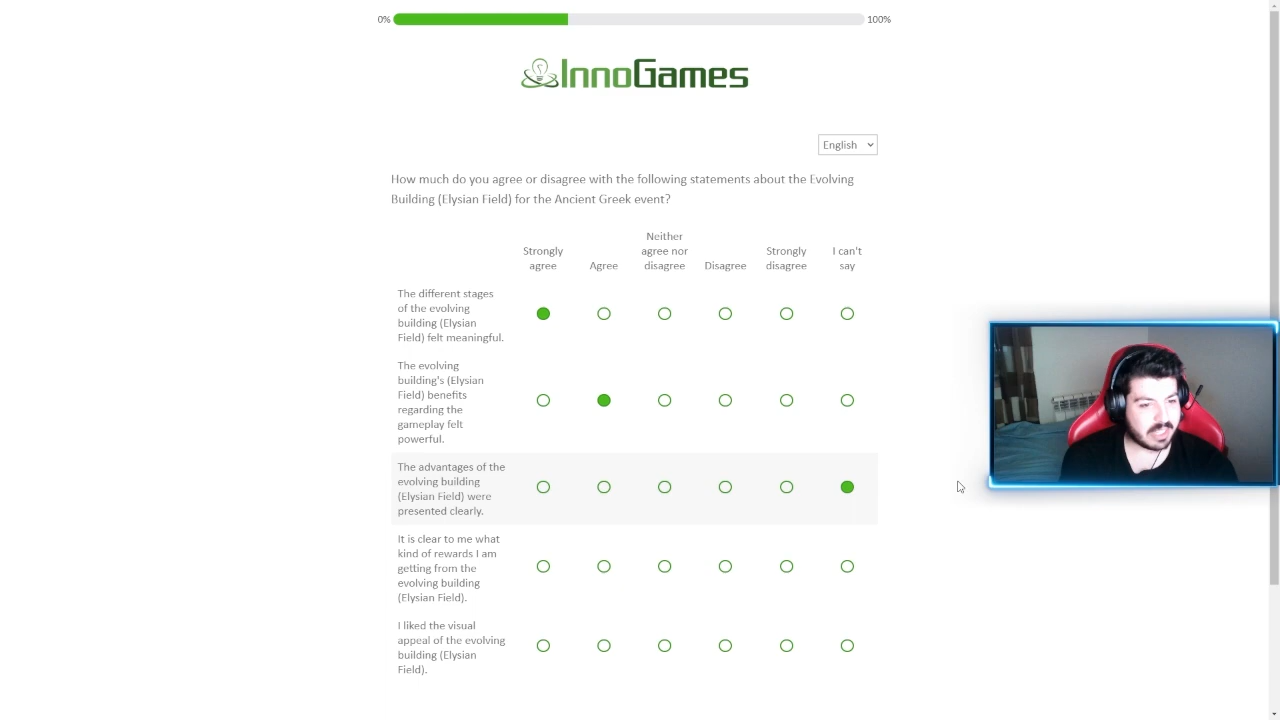 0%
100%
InnoGames
English
How much do you agree or disagree with the following statements about the Evolving
Building (Elysian Field) for the Ancient Greek event?
Strongly
agree
Agree
Neither
agree nor
disagree
Disagree
Strongly
disagree
I can't
say
The different stages
of the evolving
building (Elysian
Field) felt meaningful.
The evolving
building's (Elysian
Field) benefits
regarding the
gameplay felt
powerful.
The advantages of the
evolving building
(Elysian Field) were
presented clearly.
It is clear to me what
kind of rewards I am
getting from the
evolving building
(Elysian Field).
I liked the visual
appeal of the evolving
building (Elysian
Field).